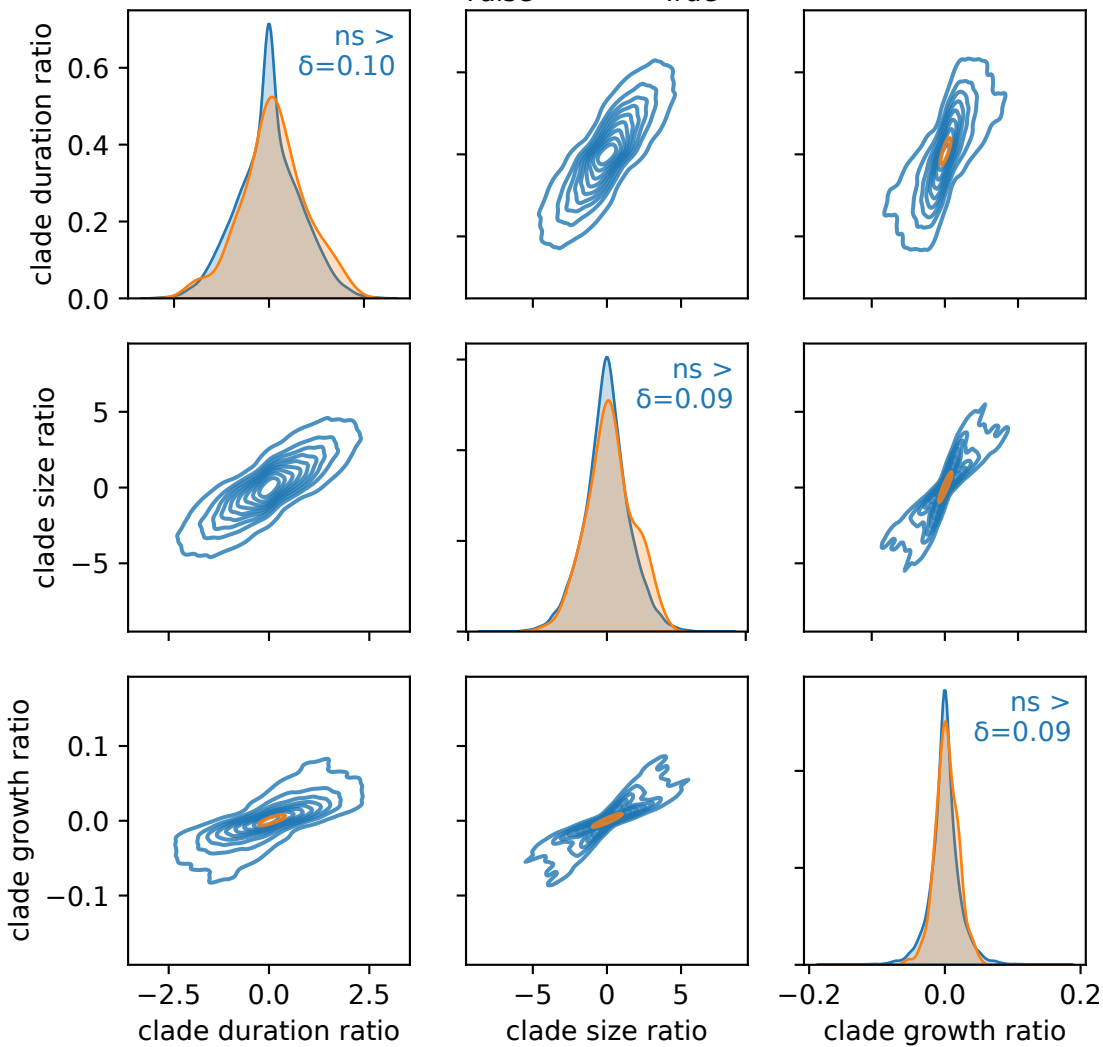 clade duration ratio
0.6
0.4
0.2
0.0
ns >
δ=0.10
clade size ratio
5
0
−5
ns >
δ=0.09
clade growth ratio
0.1
0.0
−0.1
ns >
δ=0.09
−2.5
0.0
2.5
−5
0
5
−0.2
0.0
0.2
clade duration ratio
clade size ratio
clade growth ratio